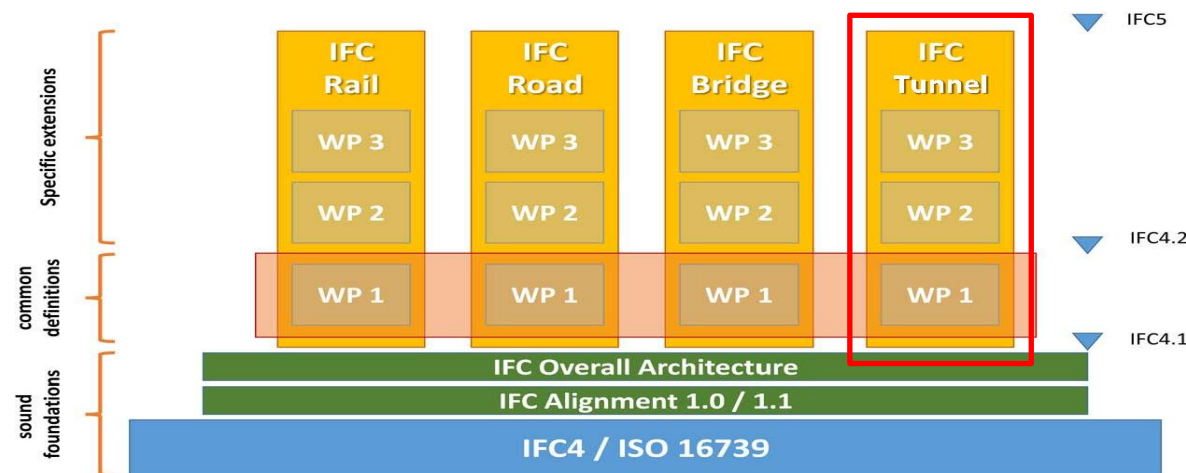 IFC5
IFC
Rail
IFC
Road
IFC
Bridge
IFC
Tunnel
Specific extensions
WP 3
WP 3
WP 3
WP 3
WP 2
WP 2
WP 2
WP 2
IFC4.2
common
definitions
WP 1
WP 1
WP 1
WP 1
IFC4.1
sound
foundations
IFC Overall Architecture
IFC Alignment 1.0 / 1.1
IFC4 / ISO 16739